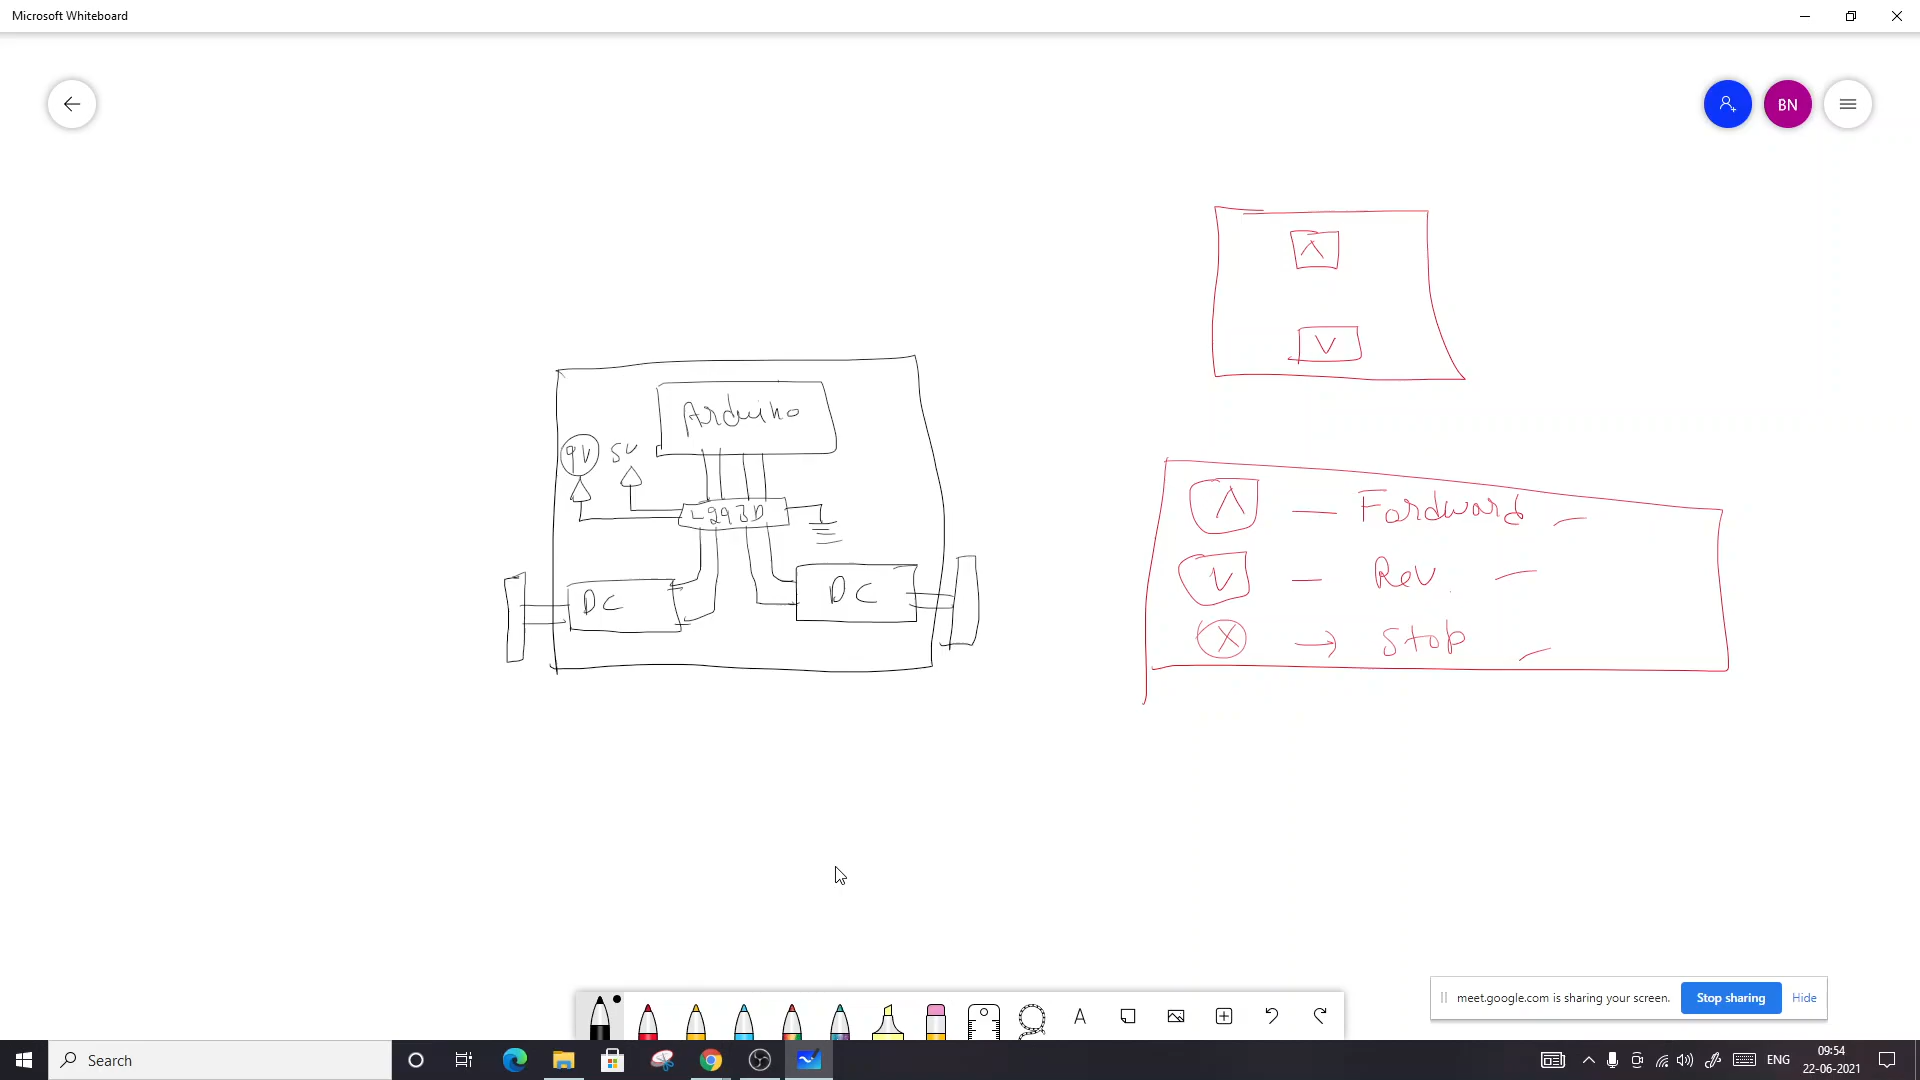 Microsoft Whiteboard
BN
Λ
V
Arduino
9V 5V
L293D
DC
DC
Λ — Fordward
V — Rev.
X → Stop
A
meet.google.com is sharing your screen. Stop sharing Hide
Search
ENG
09:54
22-06-2021